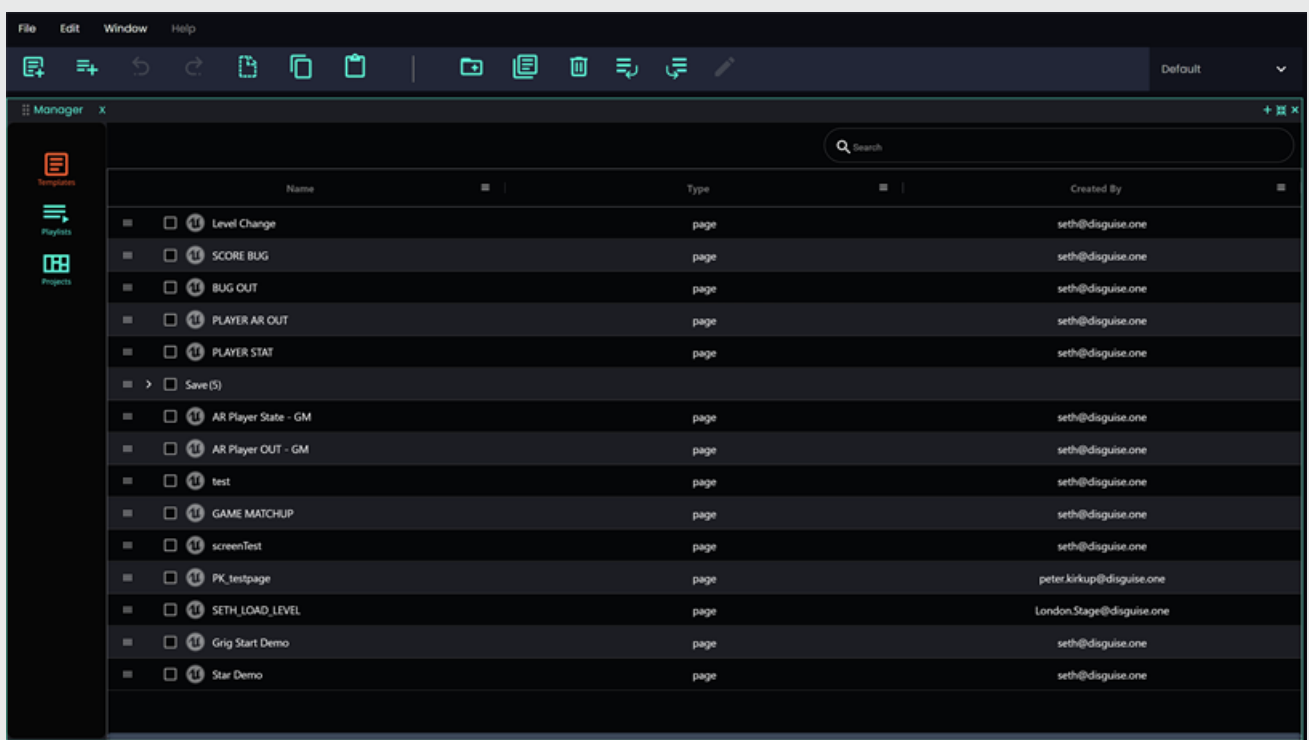 File Edit Window Help
Default
Manager X
Search
Templates
Playlists
Projects
Name Type Created By
Level Change page seth@disguise.one
SCORE BUG page seth@disguise.one
BUG OUT page seth@disguise.one
PLAYER AR OUT page seth@disguise.one
PLAYER STAT page seth@disguise.one
Save (5)
AR Player State - GM page seth@disguise.one
AR Player OUT - GM page seth@disguise.one
test page seth@disguise.one
GAME MATCHUP page seth@disguise.one
screenTest page seth@disguise.one
PK_testpage page peter.kirkup@disguise.one
SETH_LOAD_LEVEL page London.Stage@disguise.one
Grig Start Demo page seth@disguise.one
Star Demo page seth@disguise.one